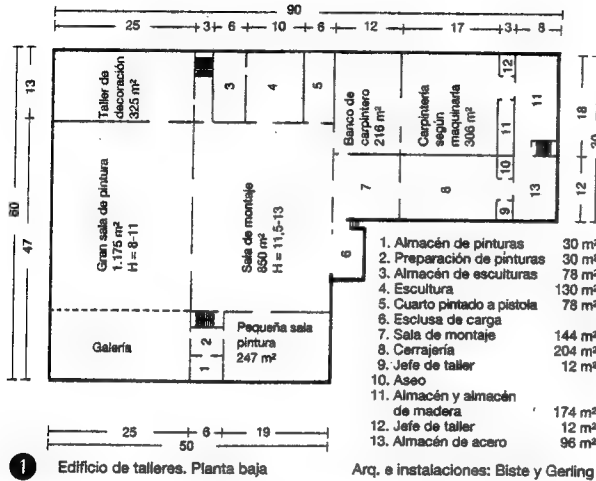 90
25 3 6 10 6 12 17 3 8
60
13
47
18
12
30
Taller de
decoración
325 m²
3
4
5
Banco de
carpintero
216 m²
Carpintería
según
maquinaria
306 m²
12
11
11
10
9
13
7
8
6
Gran sala de pintura
1.175 m²
H = 8-11
Sala de montaje
850 m²
H = 11,5-13
Galería
2
1
Pequeña sala
pintura
247 m²
1. Almacén de pinturas 30 m²
2. Preparación de pinturas 30 m²
3. Almacén de esculturas 78 m²
4. Escultura 130 m²
5. Cuarto pintado a pistola 78 m²
6. Esclusa de carga
7. Sala de montaje 144 m²
8. Cerrajería 204 m²
9. Jefe de taller 12 m²
10. Aseo
11. Almacén y almacén
de madera 174 m²
12. Jefe de taller 12 m²
13. Almacén de acero 96 m²
25 6 19
50
1 Edificio de talleres. Planta baja
Arq. e instalaciones: Biste y Gerling